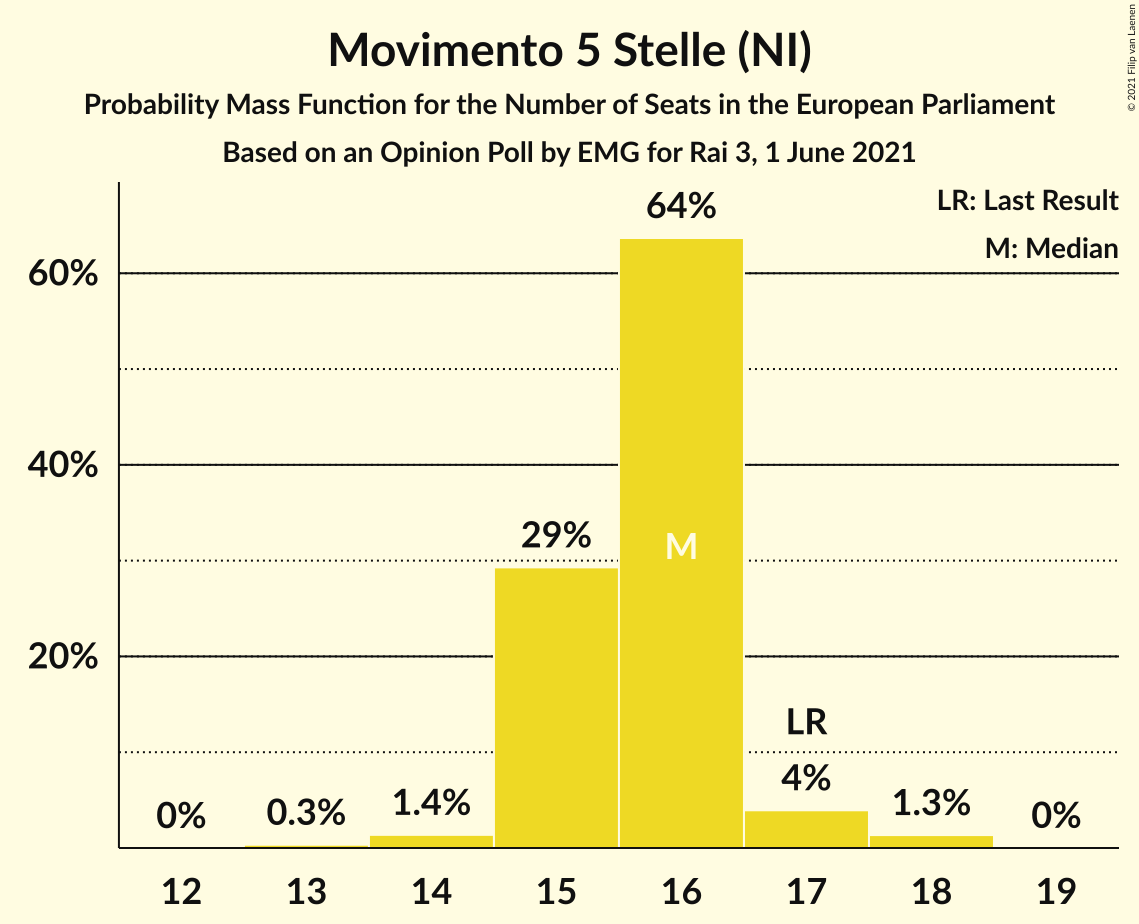 Movimento 5 Stelle (NI)
Probability Mass Function for the Number of Seats in the European Parliament
Based on an Opinion Poll by EMG for Rai 3, 1 June 2021
© 2021 Filip van Laenen
LR: Last Result
M: Median
60%
40%
20%
0%
0.3%
1.4%
29%
64%
M
LR
4%
1.3%
0%
12 13 14 15 16 17 18 19